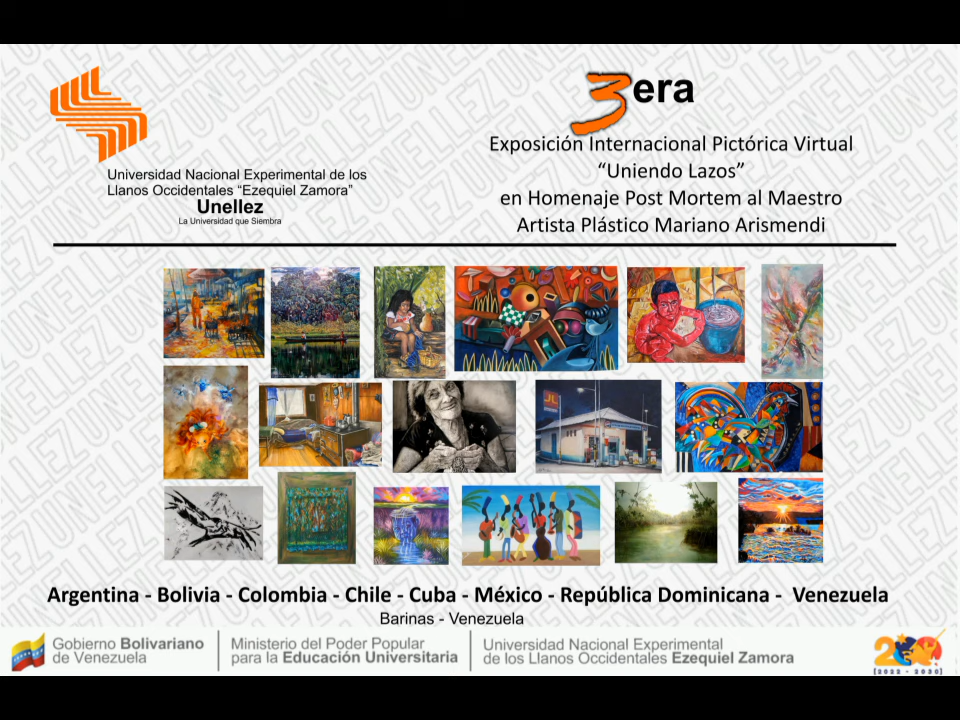 Universidad Nacional Experimental de los
Llanos Occidentales “Ezequiel Zamora”
Unellez
La Universidad que Siembra
3era
Exposición Internacional Pictórica Virtual
“Uniendo Lazos”
en Homenaje Post Mortem al Maestro
Artista Plástico Mariano Arismendi
Argentina - Bolivia - Colombia - Chile - Cuba - México - República Dominicana - Venezuela
Barinas - Venezuela
Gobierno Bolivariano
de Venezuela
Ministerio del Poder Popular
para la Educación Universitaria
Universidad Nacional Experimental
de los Llanos Occidentales Ezequiel Zamora
200
[2022 - 2030]